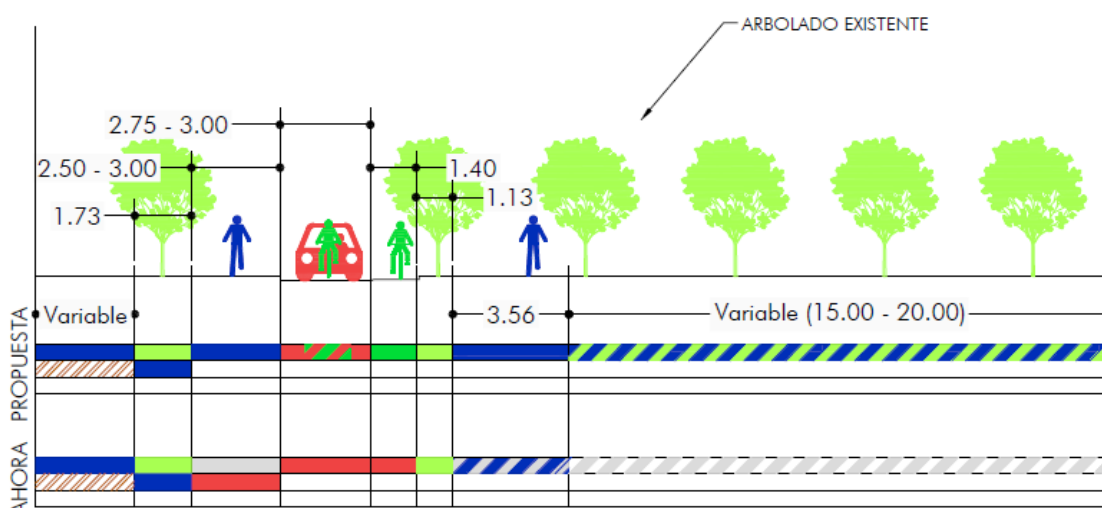 ARBOLADO EXISTENTE
2.75 - 3.00
2.50 - 3.00
1.40
1.13
1.73
Variable
3.56
Variable (15.00 - 20.00)
PROPUESTA
AHORA